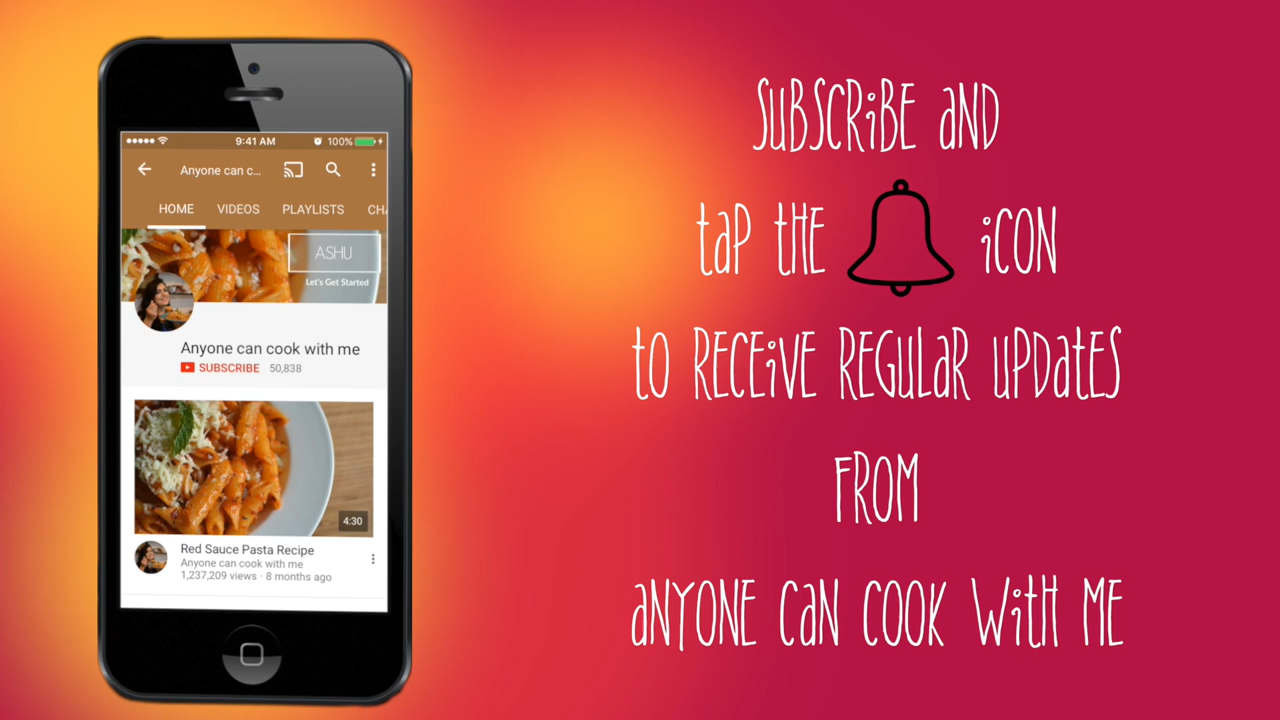 9:41 AM
100%
Anyone can c...
HOME VIDEOS PLAYLISTS CHA
ASHU
Let's Get Started
Anyone can cook with me
SUBSCRIBE 50,838
4:30
Red Sauce Pasta Recipe
Anyone can cook with me
1,237,209 views · 8 months ago
SUBSCRiBE aND
taP tHE iCON
tO RECEiVE REGULaR UPDatES
FROM
aNYONE CaN COOK WitH ME